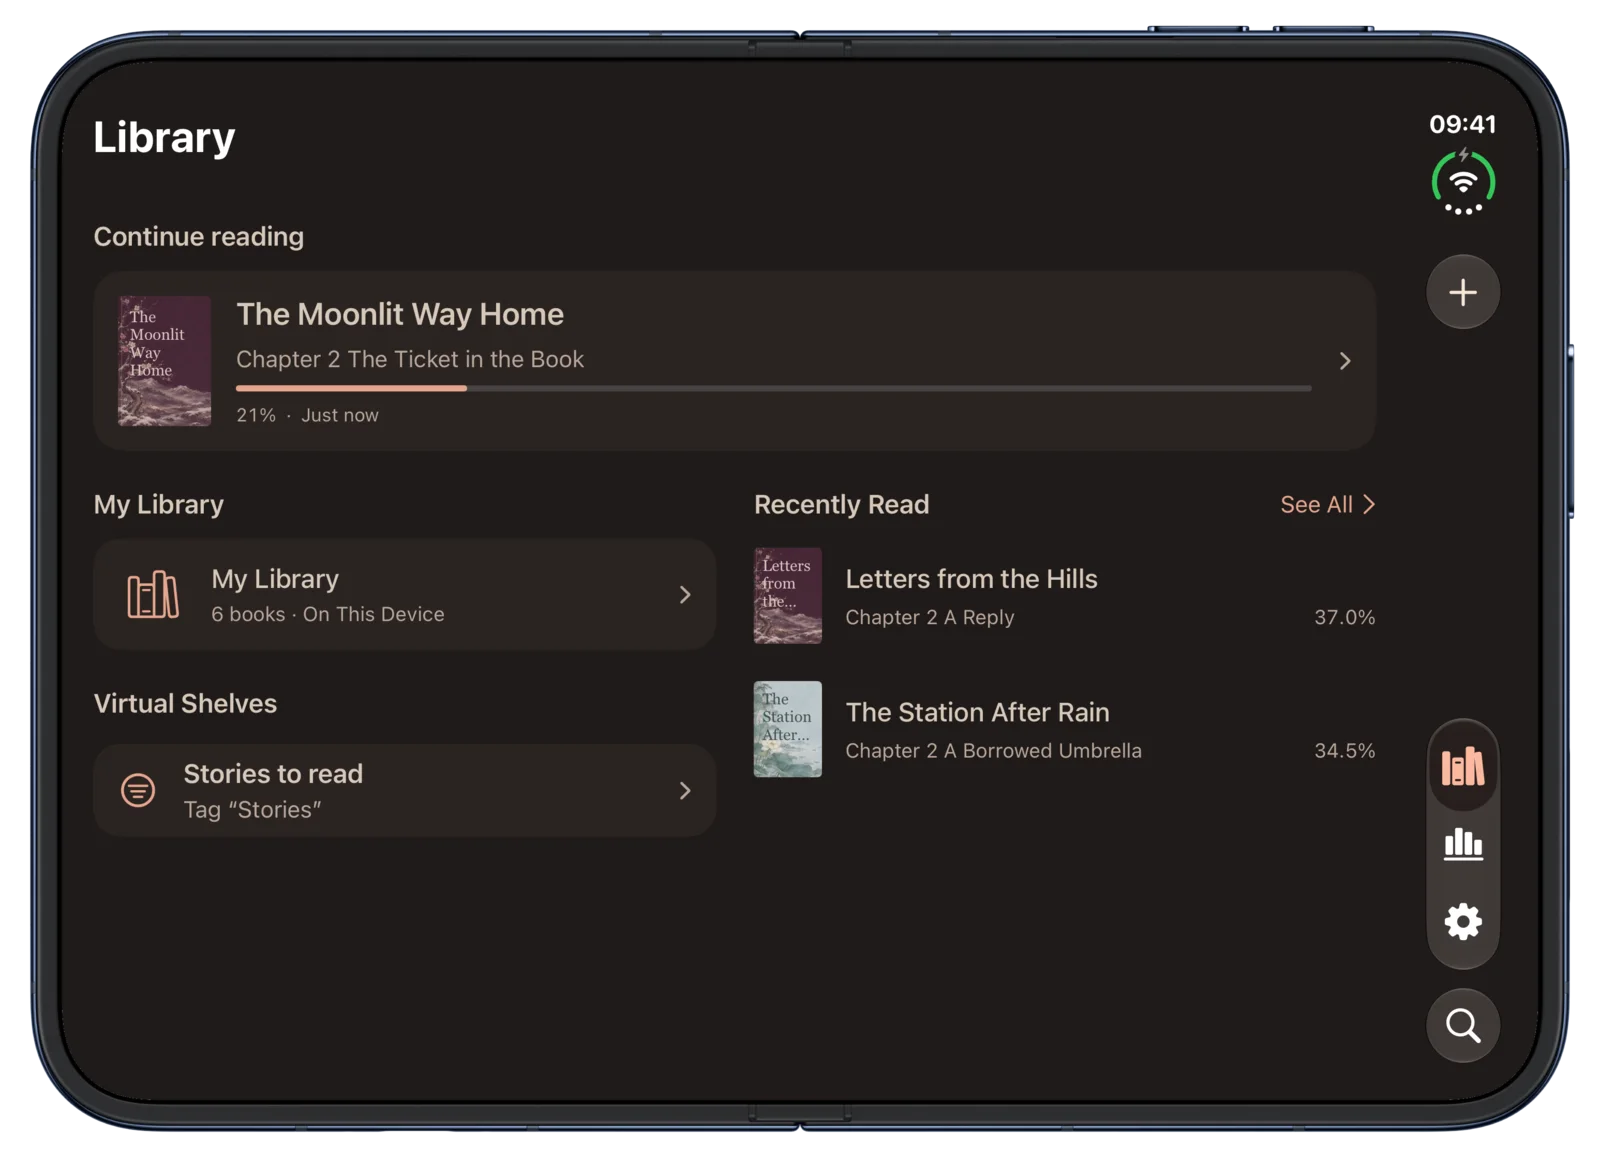 Library
09:41
Continue reading
The
Moonlit
Way
Home
The Moonlit Way Home
Chapter 2 The Ticket in the Book
21% · Just now
My Library
My Library
6 books · On This Device
Virtual Shelves
Stories to read
Tag “Stories”
Recently Read
See All
Letters
from
the...
Letters from the Hills
Chapter 2 A Reply
37.0%
The
Station
After...
The Station After Rain
Chapter 2 A Borrowed Umbrella
34.5%